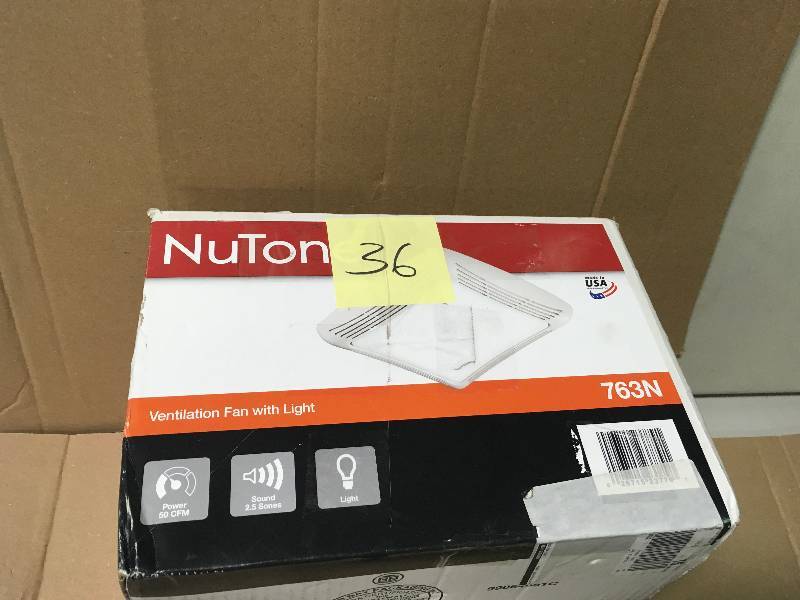 NuTon
36
Made in
USA
763N
Ventilation Fan with Light
Power
50 CFM
Sound
2.5 Sones
Light